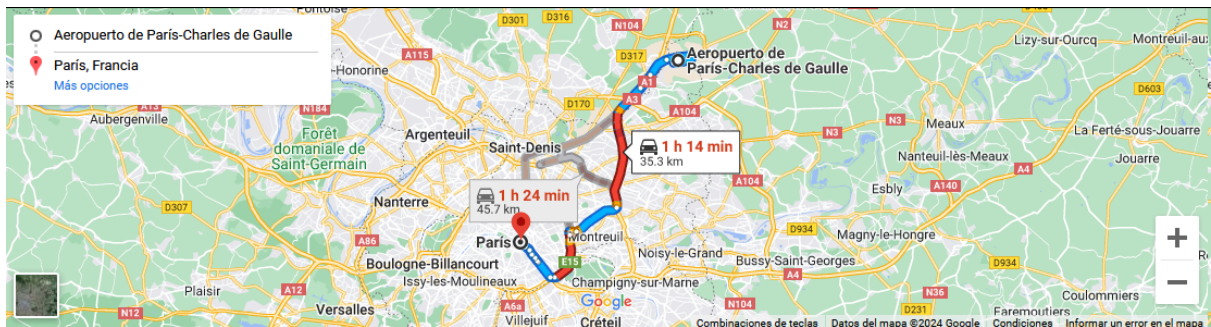 Aeropuerto de París-Charles de Gaulle
París, Francia
Más opciones
Pontoise
D301
D316
N104
Lizy-sur-Ourcq
Montreuil-aux
A115
D317
Aeropuerto de
París-Charles de Gaulle
-Honorine
A1
A3
D603
A13
N184
D170
A104
N3
N3
Aubergenville
Meaux
La Ferté-sous-Jouarre
Forêt
domaniale de
Saint-Germain
Argenteuil
Saint-Denis
1 h 14 min
35.3 km
Nanteuil-lès-Meaux
Jouarre
A104
A140
1 h 24 min
45.7 km
Esbly
Nanterre
D307
A86
París
Montreuil
D934
Magny-le-Hongre
Noisy-le-Grand
Boulogne-Billancourt
E15
Bussy-Saint-Georges
D934
A4
Issy-les-Moulineaux
Champigny-sur-Marne
Plaisir
A12
N36
Coulommiers
Versalles
A6a
Google
N104
D231
Faremoutiers
Villejuif
Créteil
Combinaciones de teclas
Datos del mapa ©2024 Google
Condiciones
Informar un error en el mapa